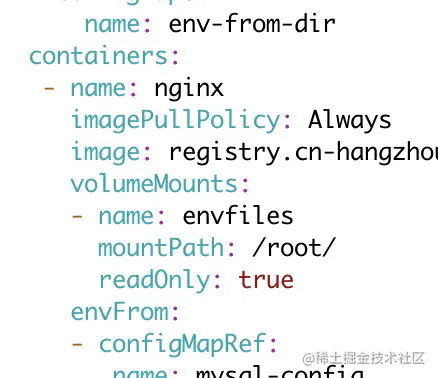 name: env-from-dir
containers:
- name: nginx
imagePullPolicy: Always
image: registry.cn-hangzhou
volumeMounts:
- name: envfiles
mountPath: /root/
readOnly: true
envFrom:
- configMapRef:
name: mysql-config
@稀土掘金技术社区